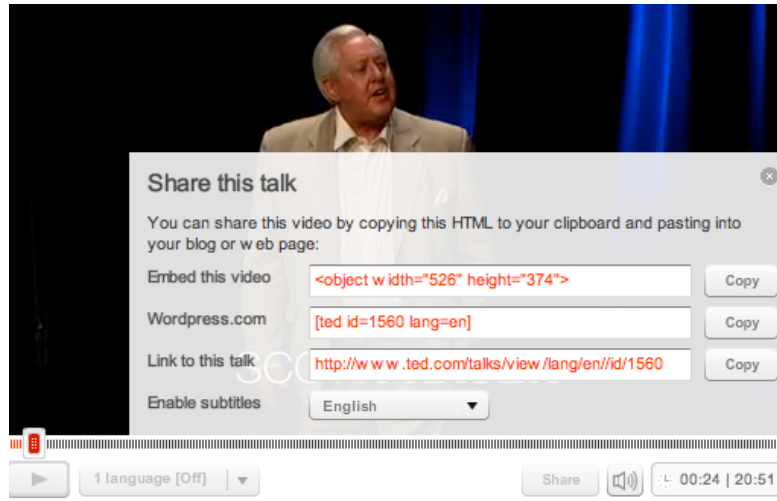 Share this talk
You can share this video by copying this HTML to your clipboard and pasting into
your blog or web page:
Embed this video <object width="526" height="374"> Copy
Wordpress.com [ted id=1560 lang=en] Copy
Link to this talk http://www.ted.com/talks/view/lang/en//id/1560 Copy
Enable subtitles English
1 language [Off] Share 00:24 | 20:51